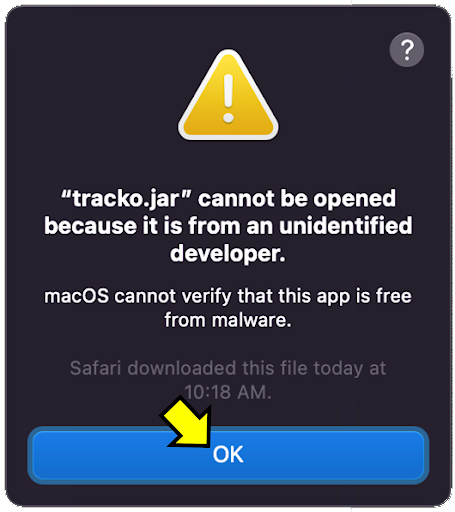 ?
“tracko.jar” cannot be opened
because it is from an unidentified
developer.
macOS cannot verify that this app is free
from malware.
Safari downloaded this file today at
10:18 AM.
OK